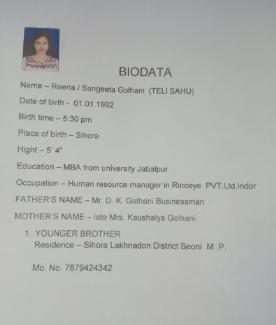 BIODATA
Name – Reena / Sangeeta Golhani (TELI SAHU)
Date of birth - 01.01.1992
Birth time – 5:30 pm
Place of birth – Sihora
Hight – 5' 4"
Education – MBA from university Jabalpur
Occupation – Human resource manager in Rinoeye PVT.Ltd.Indor
FATHER'S NAME – Mr. D. K. Golhani Businessman
MOTHER'S NAME – late Mrs. Kaushalya Golhani
1. YOUNGER BROTHER
Residence – Sihora Lakhnadon District Seoni M .P.
Mo. No. 7879424342